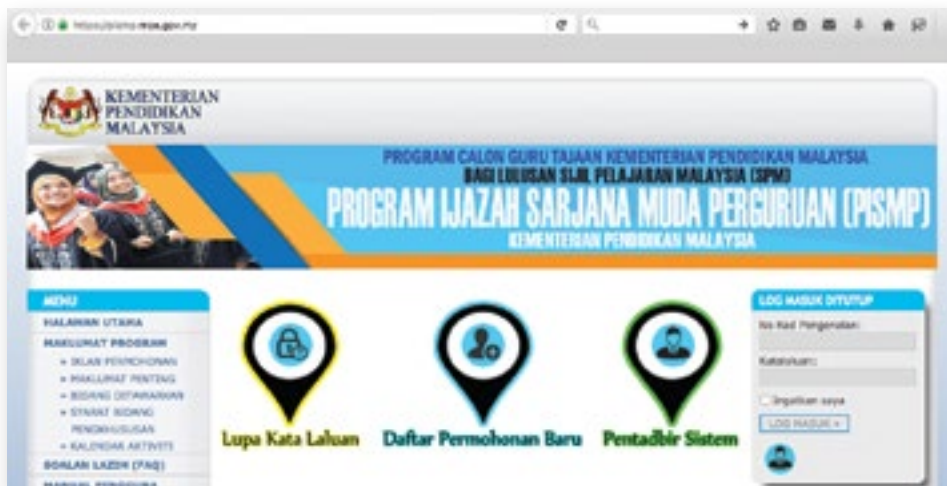 KEMENTERIAN
PENDIDIKAN
MALAYSIA
PROGRAM CALON GURU TAJAAN KEMENTERIAN PENDIDIKAN MALAYSIA
BAGI LULUSAN SIJIL PELAJARAN MALAYSIA (SPM)
PROGRAM IJAZAH SARJANA MUDA PERGURUAN (PISMP)
KEMENTERIAN PENDIDIKAN MALAYSIA
MENU
HALAMAN UTAMA
MAKLUMAT PROGRAM
» IKLAN PERMOHONAN
» MAKLUMAT PENTING
» BIDANG DITAWARKAN
» SYARAT BIDANG
PENGKHUSUSAN
» KALENDAR AKTIVITI
SOALAN LAZIM (FAQ)
MANUAL PENGGUNA
Lupa Kata Laluan
Daftar Permohonan Baru
Pentadbir Sistem
LOG MASUK DITUTUP
No Kad Pengenalan:
Katalaluan:
Ingatkan saya
LOG MASUK »